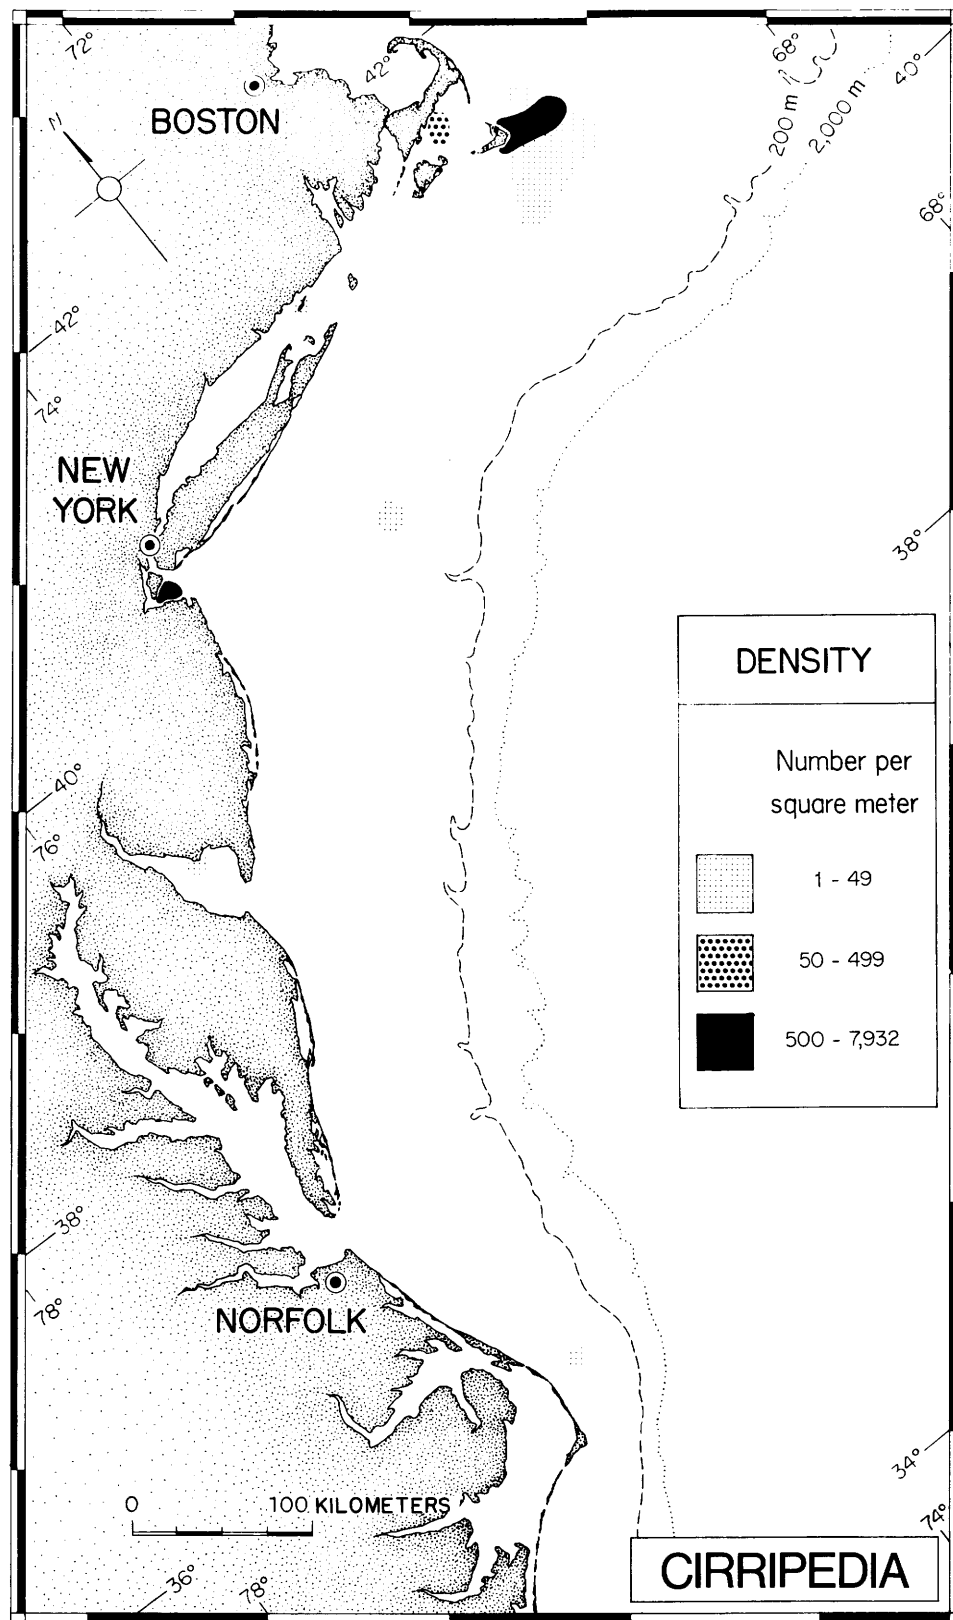 72°
42°
68°
40°
BOSTON
200 m
2,000 m
N
68°
42°
74°
NEW
YORK
38°
DENSITY
Number per
square meter
1 - 49
50 - 499
500 - 7,932
40°
76°
38°
78°
NORFOLK
34°
74°
0 100 KILOMETERS
36°
78°
CIRRIPEDIA